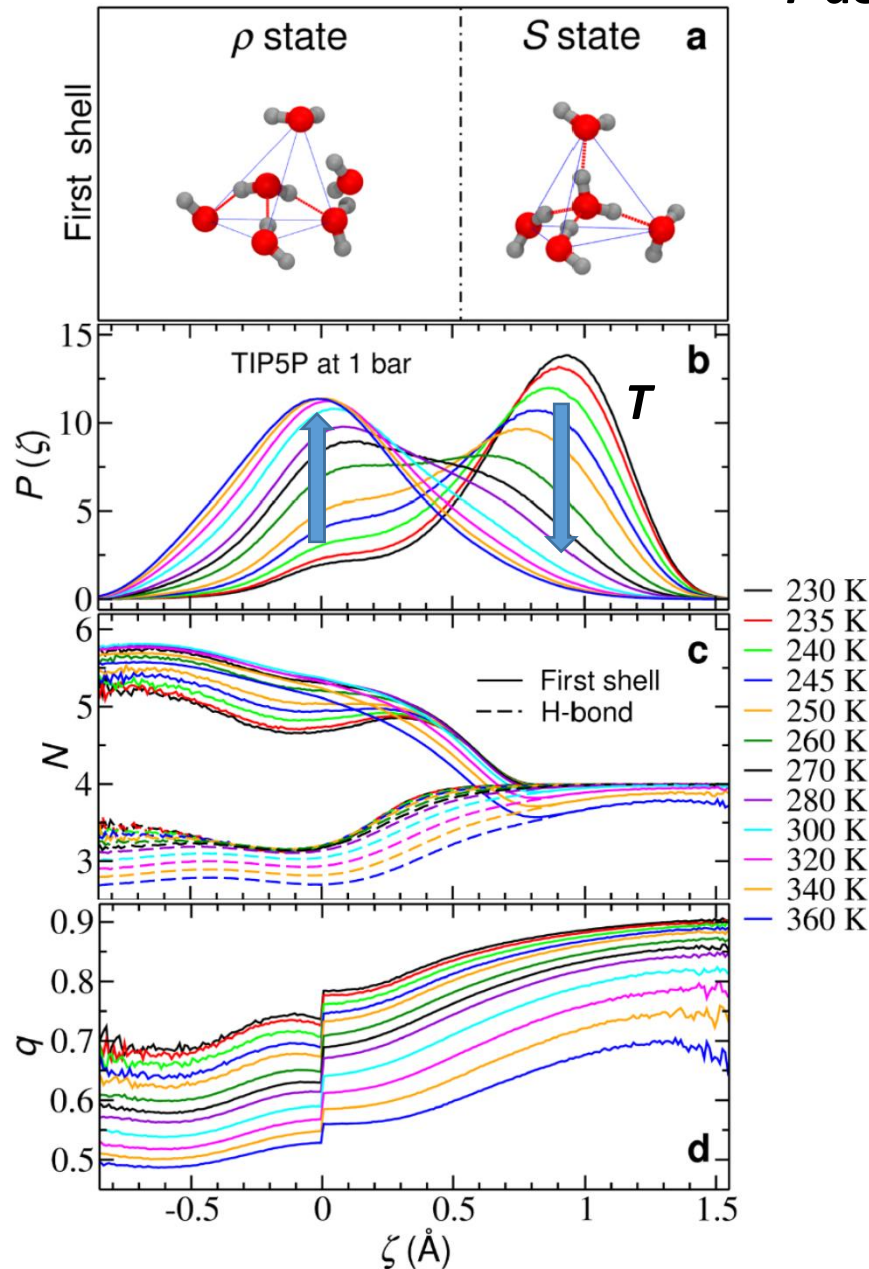 ρ state
S state
a
First shell
b
TIP5P at 1 bar
T
P (ζ)
15
10
5
0
c
First shell
H-bond
N
6
5
4
3
230 K
235 K
240 K
245 K
250 K
260 K
270 K
280 K
300 K
320 K
340 K
360 K
d
q
0.9
0.8
0.7
0.6
0.5
-0.5
0
0.5
1
1.5
ζ (Å)